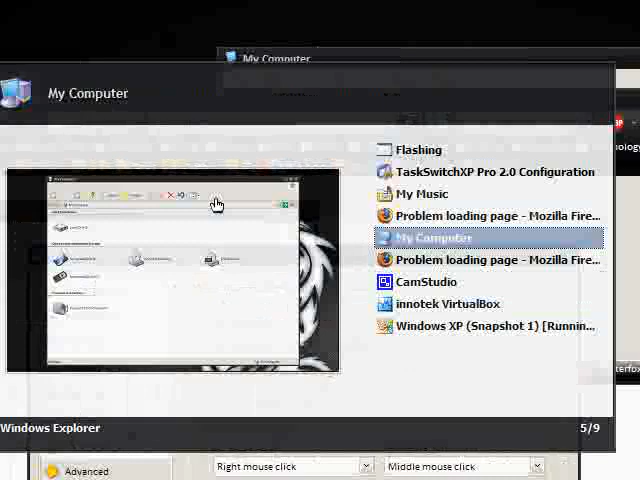 My Computer
My Computer
Flashing
TaskSwitchXP Pro 2.0 Configuration
My Music
Problem loading page - Mozilla Fire...
My Computer
Problem loading page - Mozilla Fire...
CamStudio
innotek VirtualBox
Windows XP (Snapshot 1) [Runnin...
Windows Explorer
5/9
Advanced
Right mouse click
Middle mouse click